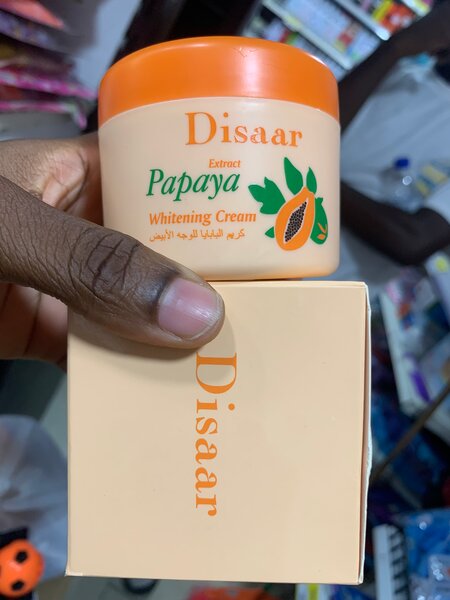 Disaar
Extract
Papaya
Whitening Cream
كريم البابايا للوجه الأبيض
Disaar